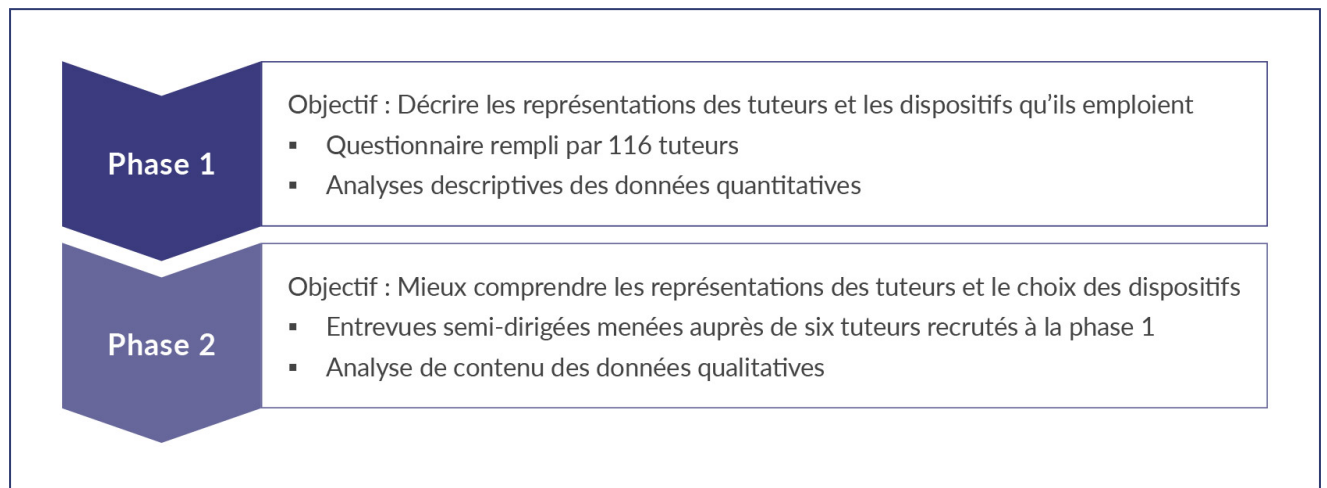 Phase 1
Objectif : Décrire les représentations des tuteurs et les dispositifs qu’ils emploient
▪ Questionnaire rempli par 116 tuteurs
▪ Analyses descriptives des données quantitatives
Phase 2
Objectif : Mieux comprendre les représentations des tuteurs et le choix des dispositifs
▪ Entrevues semi-dirigées menées auprès de six tuteurs recrutés à la phase 1
▪ Analyse de contenu des données qualitatives